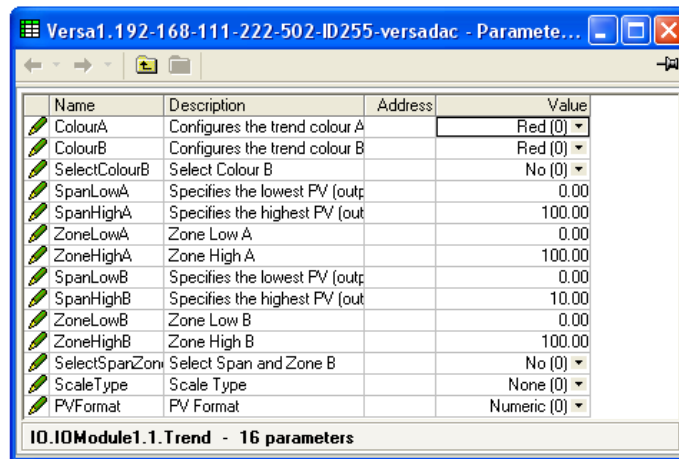 Versa1.192-168-111-222-502-ID255-versadac - Paramete...
Name Description Address Value
ColourA Configures the trend colour A Red (0)
ColourB Configures the trend colour B Red (0)
SelectColourB Select Colour B No (0)
SpanLowA Specifies the lowest PV (outp 0.00
SpanHighA Specifies the highest PV (out 100.00
ZoneLowA Zone Low A 0.00
ZoneHighA Zone High A 100.00
SpanLowB Specifies the lowest PV (outp 0.00
SpanHighB Specifies the highest PV (out 10.00
ZoneLowB Zone Low B 0.00
ZoneHighB Zone High B 100.00
SelectSpanZon Select Span and Zone B No (0)
ScaleType Scale Type None (0)
PVFormat PV Format Numeric (0)
IO.IOModule1.1.Trend - 16 parameters